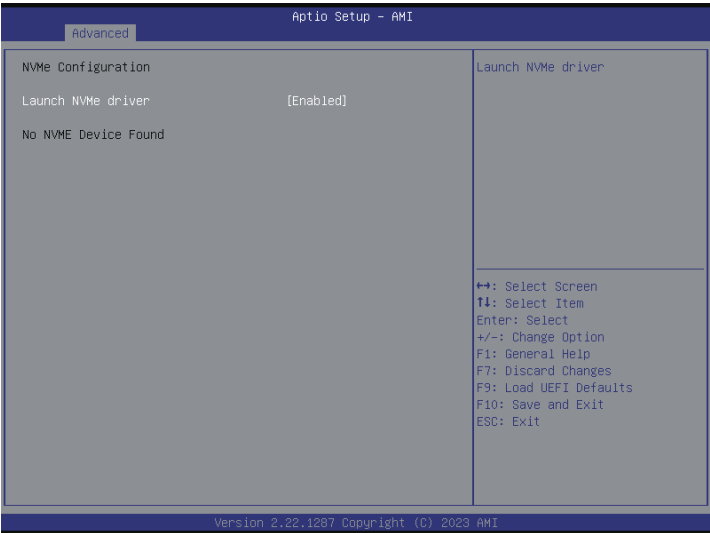 Aptio Setup – AMI
Advanced
NVMe Configuration
Launch NVMe driver [Enabled]
No NVME Device Found
Launch NVMe driver
↔: Select Screen
↑↓: Select Item
Enter: Select
+/-: Change Option
F1: General Help
F7: Discard Changes
F9: Load UEFI Defaults
F10: Save and Exit
ESC: Exit
Version 2.22.1287 Copyright (C) 2023 AMI